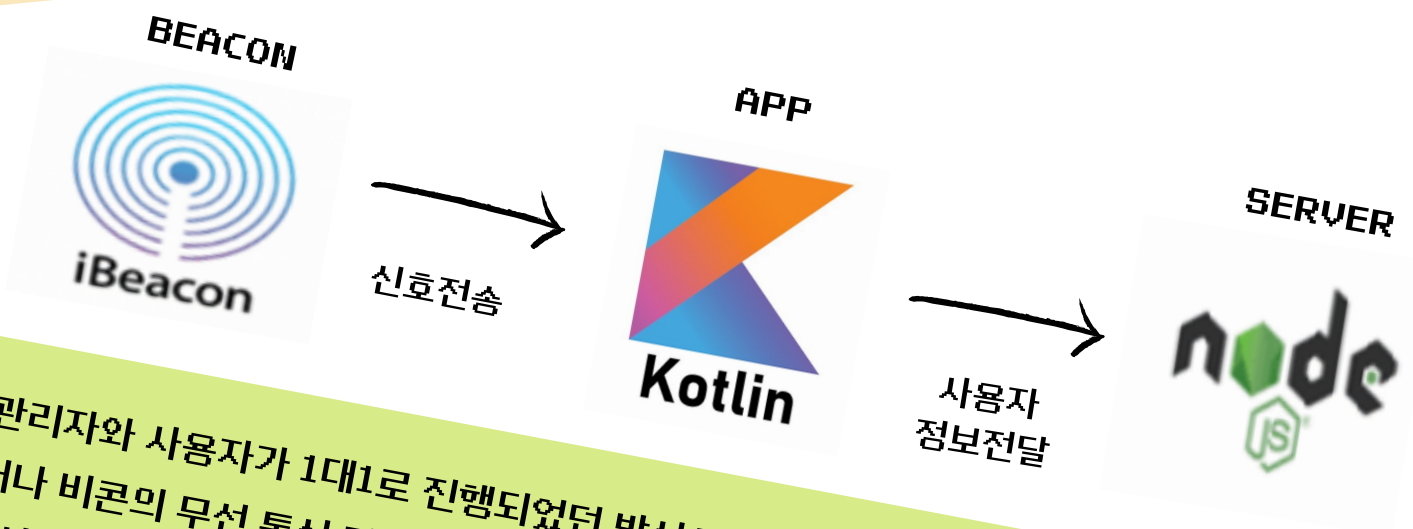 BEACON
iBeacon
신호전송
APP
Kotlin
사용자
정보전달
SERVER
node
JS
관리자와 사용자가 1대1로 진행되었던
비콘의 무선 통신